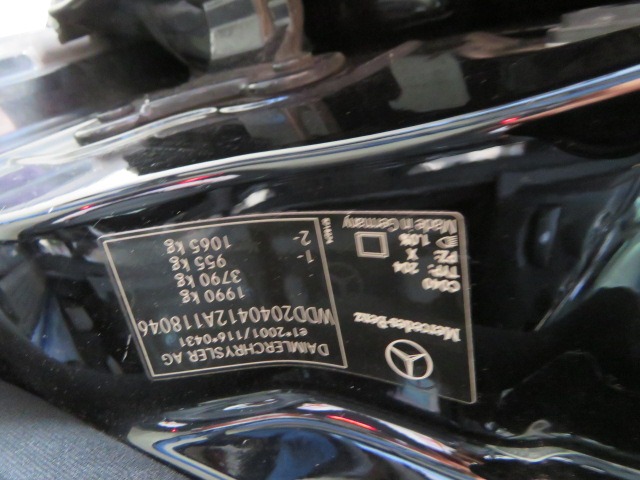 DAIMLERCHRYSLER AG
e1*2001/116*0431
WDD2040412A118046
1990 kg
3790 kg
1- 955 kg
2- 1065 kg
Mercedes-Benz
C040
TYP: 204
PZ X
1.0%
Made in Germany